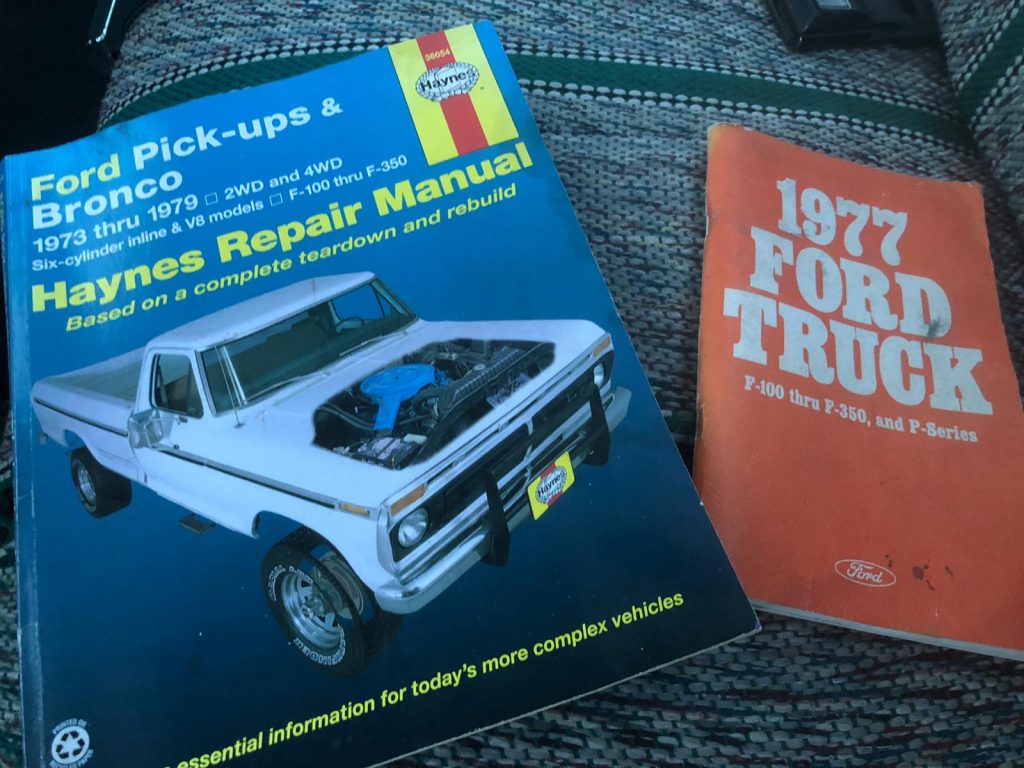 36054
Haynes
Ford Pick-ups &
Bronco
1973 thru 1979 □ 2WD and 4WD
Six-cylinder inline & V8 models □ F-100 thru F-350
Haynes Repair Manual
Based on a complete teardown and rebuild
Haynes
essential information for today's more complex vehicles
PRINTED ON
1977
FORD
TRUCK
F-100 thru F-350, and P-Series
Ford